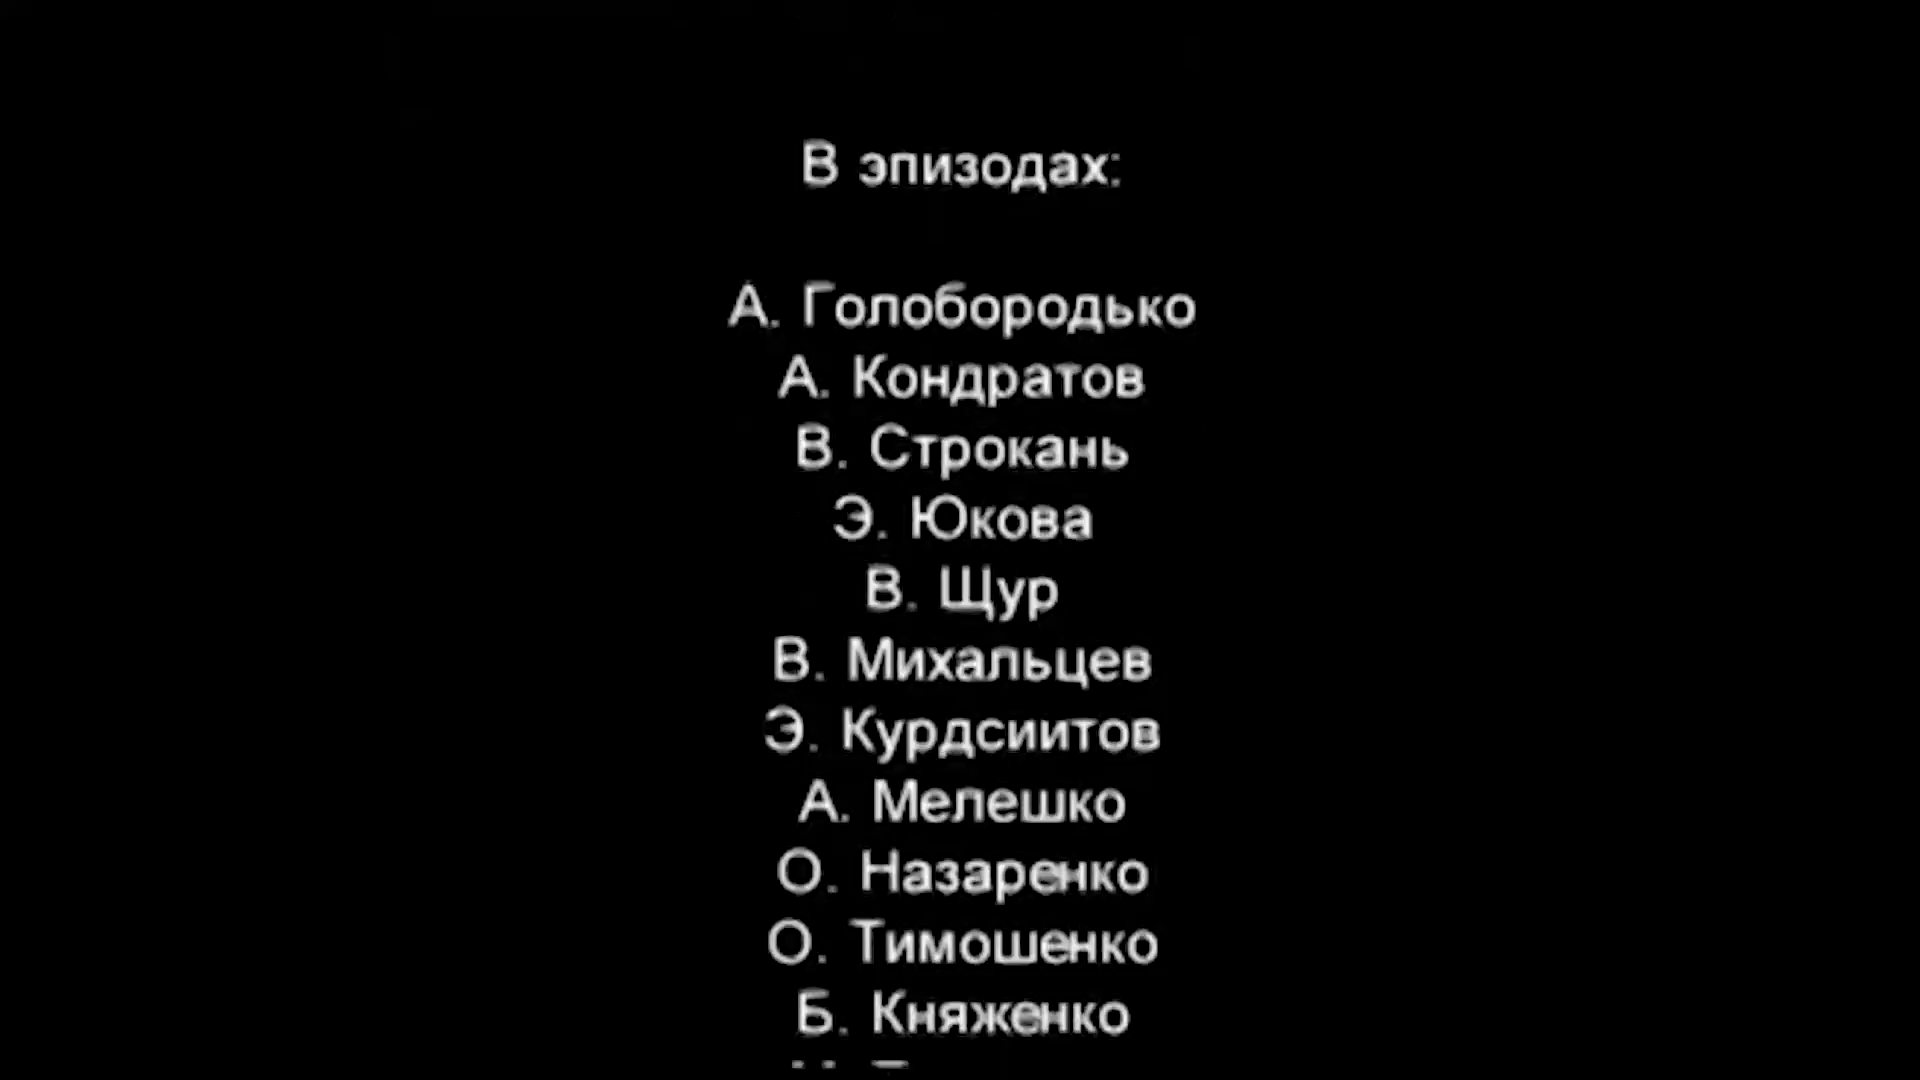 В эпизодах:
А. Голобородько
А. Кондратов
В. Строкань
Э. Юкова
В. Щур
В. Михальцев
Э. Курдсиитов
А. Мелешко
О. Назаренко
О. Тимошенко
Б. Княженко